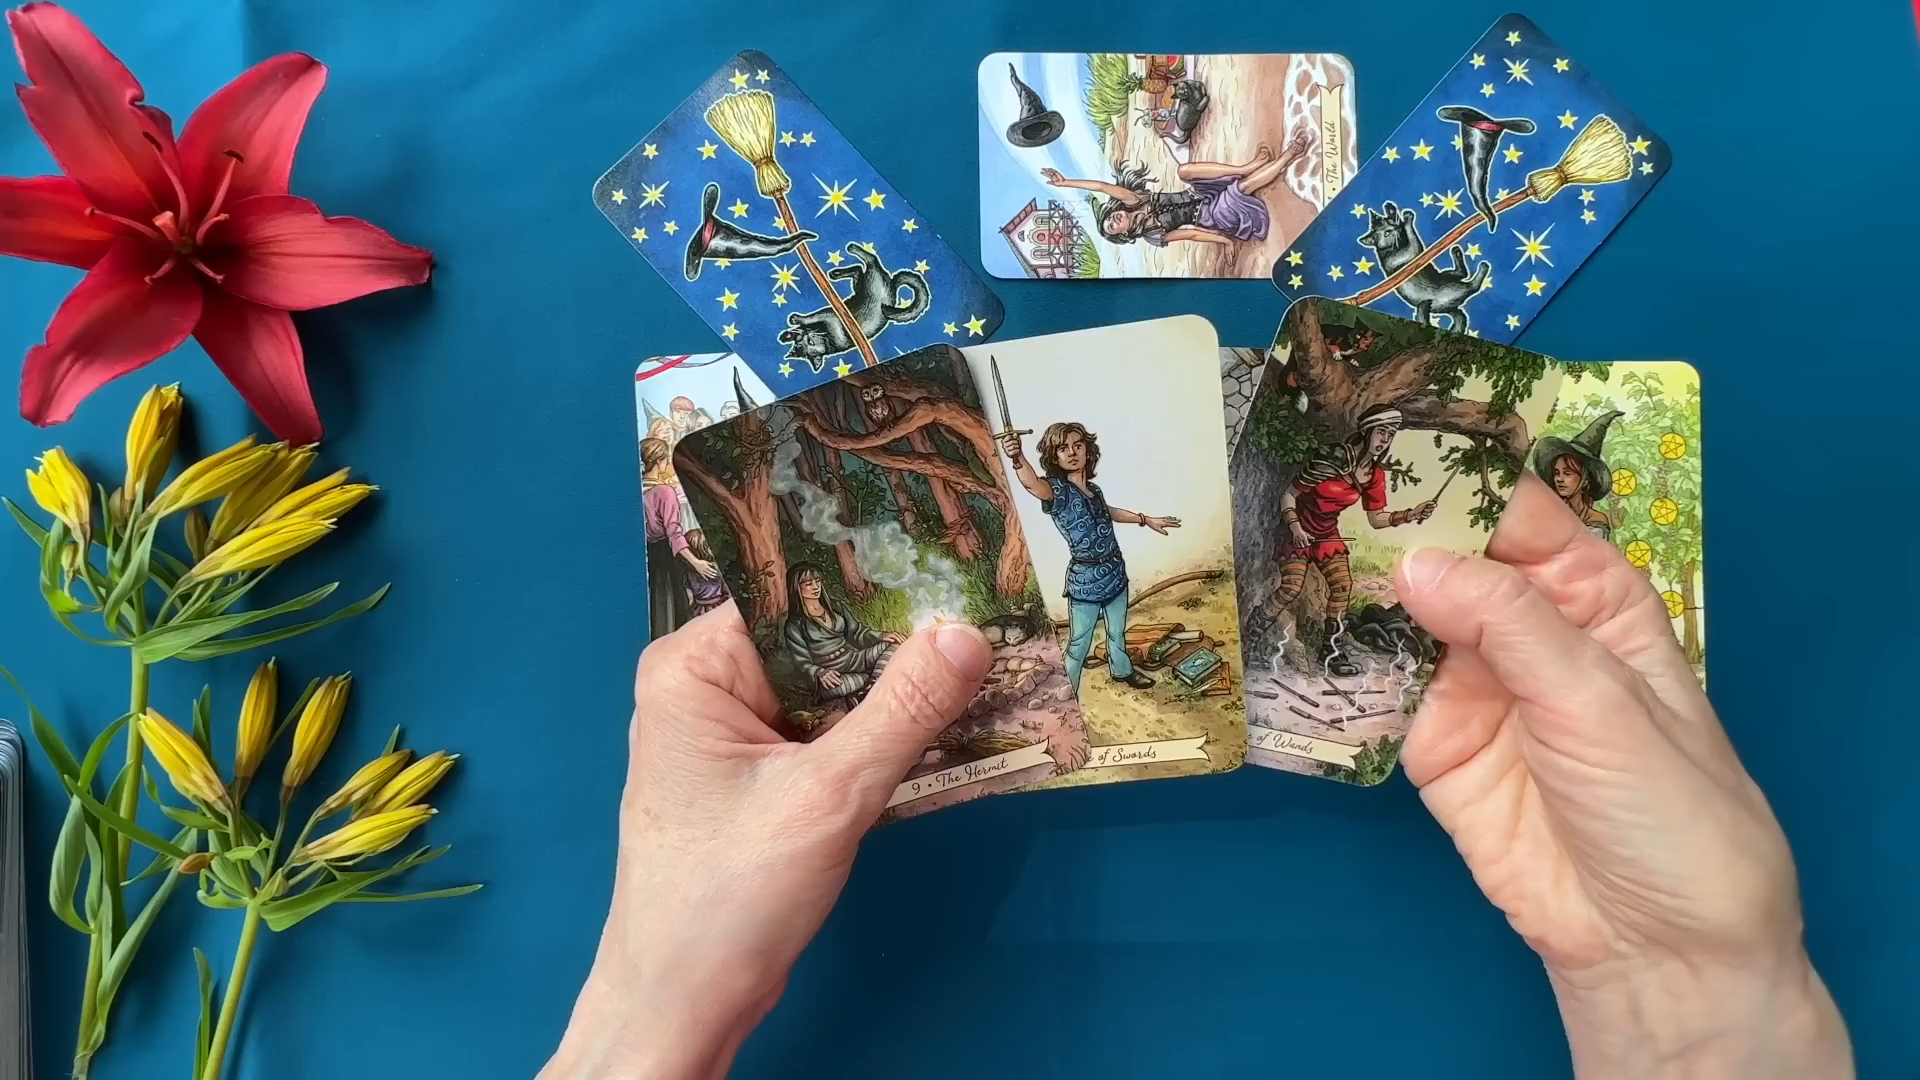 • The World
9 • The Hermit
e of Swords
e of Wands